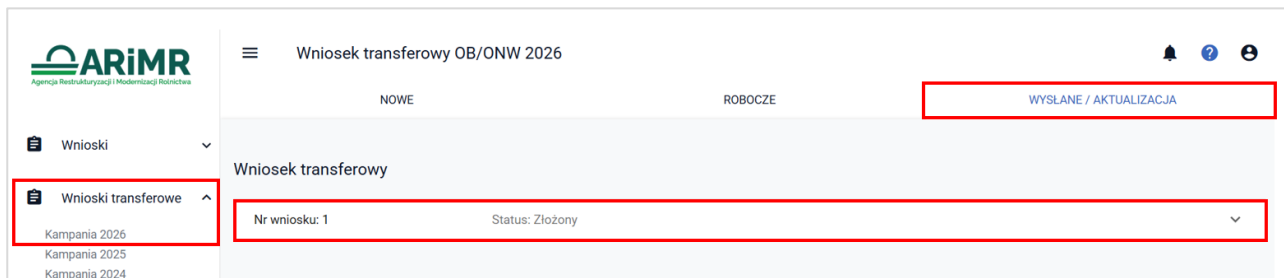 ARiMR
Agencja Restrukturyzacji i Modernizacji Rolnictwa
Wniosek transferowy OB/ONW 2026
NOWE
ROBOCZE
WYSŁANE / AKTUALIZACJA
Wnioski
Wnioski transferowe
Kampania 2026
Kampania 2025
Kampania 2024
Wniosek transferowy
Nr wniosku: 1
Status: Złożony